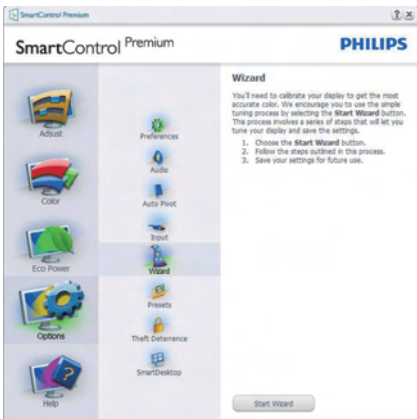 SmartControl Premium
SmartControl Premium
PHILIPS
Adjust
Color
Eco Power
Options
Help
Preferences
Audio
Auto Pivot
Input
Wizard
Presets
Theft Deterrence
SmartDesktop
Wizard
You'll need to calibrate your display to get the most
accurate color. We encourage you to use the simple
tuning process by selecting the Start Wizard button.
This process involves a series of steps that will let you
tune your display and save the settings.
1. Choose the Start Wizard button.
2. Follow the steps outlined in this process.
3. Save your settings for future use.
Start Wizard